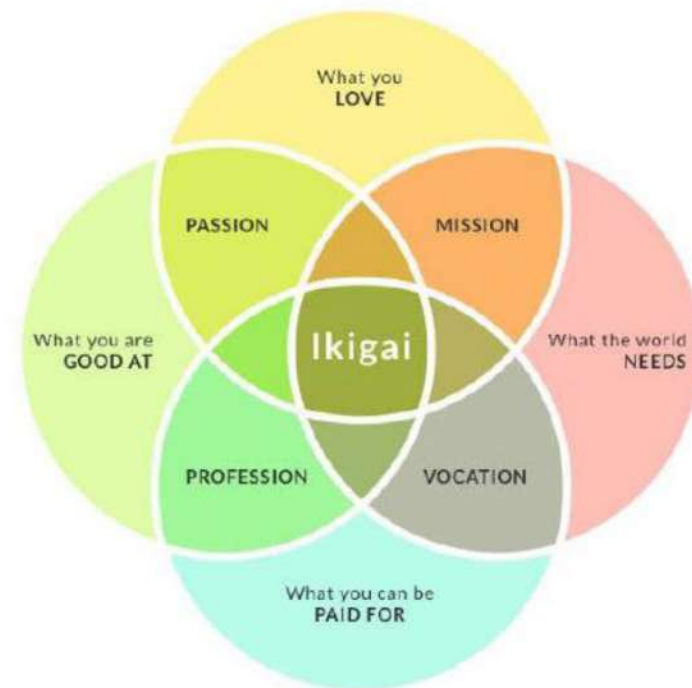 What you
LOVE
PASSION
MISSION
What you are
GOOD AT
Ikigai
What the world
NEEDS
PROFESSION
VOCATION
What you can be
PAID FOR